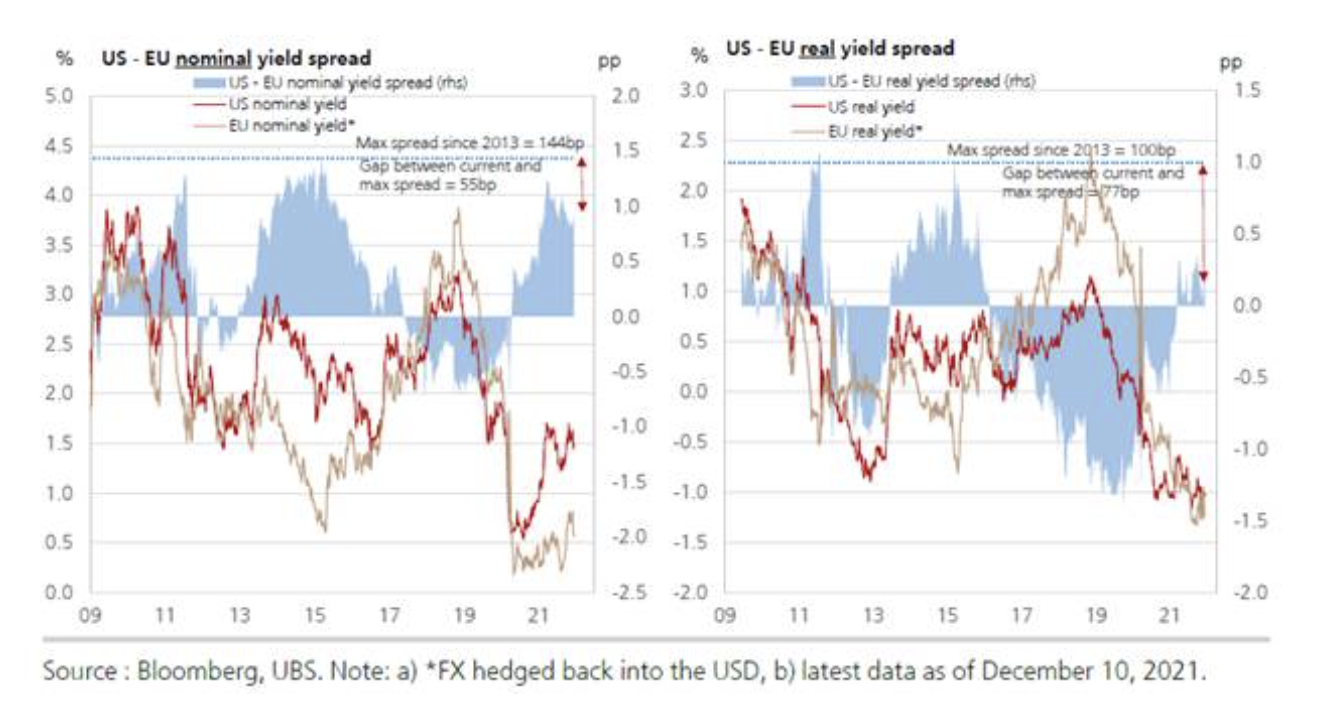 % US - EU nominal yield spread pp
US - EU nominal yield spread (rhs)
US nominal yield
EU nominal yield*
Max spread since 2013 = 144bp
Gap between current and
max spread = 55bp
5.0
4.5
4.0
3.5
3.0
2.5
2.0
1.5
1.0
0.5
0.0
2.0
1.5
1.0
0.5
0.0
-0.5
-1.0
-1.5
-2.0
-2.5
09 11 13 15 17 19 21
% US - EU real yield spread pp
US - EU real yield spread (rhs)
US real yield
EU real yield*
Max spread since 2013 = 100bp
Gap between current and
max spread = 77bp
3.0
2.5
2.0
1.5
1.0
0.5
0.0
-0.5
-1.0
-1.5
-2.0
1.5
1.0
0.5
0.0
-0.5
-1.0
-1.5
-2.0
09 11 13 15 17 19 21
Source : Bloomberg, UBS. Note: a) *FX hedged back into the USD, b) latest data as of December 10, 2021.